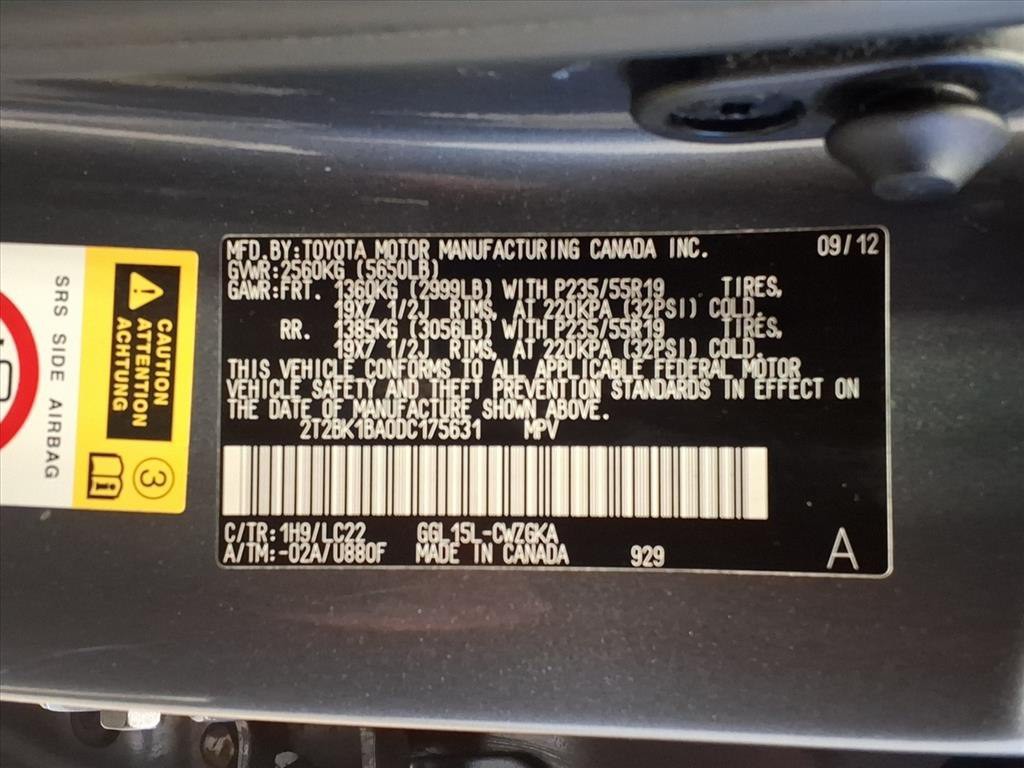 MFD.BY:TOYOTA MOTOR MANUFACTURING CANADA INC. 09/12
GVWR:2560KG (5650LB)
GAWR:FRT. 1360KG (2999LB) WITH P235/55R19 TIRES,
19X7 1/2J RIMS, AT 220KPA (32PSI) COLD.
RR. 1385KG (3056LB) WITH P235/55R19 TIRES,
19X7 1/2J RIMS, AT 220KPA (32PSI) COLD.
THIS VEHICLE CONFORMS TO ALL APPLICABLE FEDERAL MOTOR
VEHICLE SAFETY AND THEFT PREVENTION STANDARDS IN EFFECT ON
THE DATE OF MANUFACTURE SHOWN ABOVE.
2T2BK1BA0DC175631 MPV
C/TR:1H9/LC22 GGL15L-CWZGKA
A/TM:-02A/U880F MADE IN CANADA 929 A
CAUTION
ATTENTION
ACHTUNG
3
SRS SIDE AIRBAG